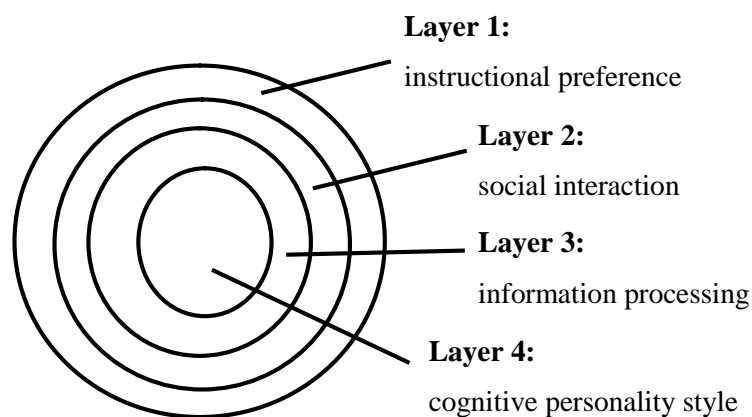 Layer 1:
instructional preference
Layer 2:
social interaction
Layer 3:
information processing
Layer 4:
cognitive personality style